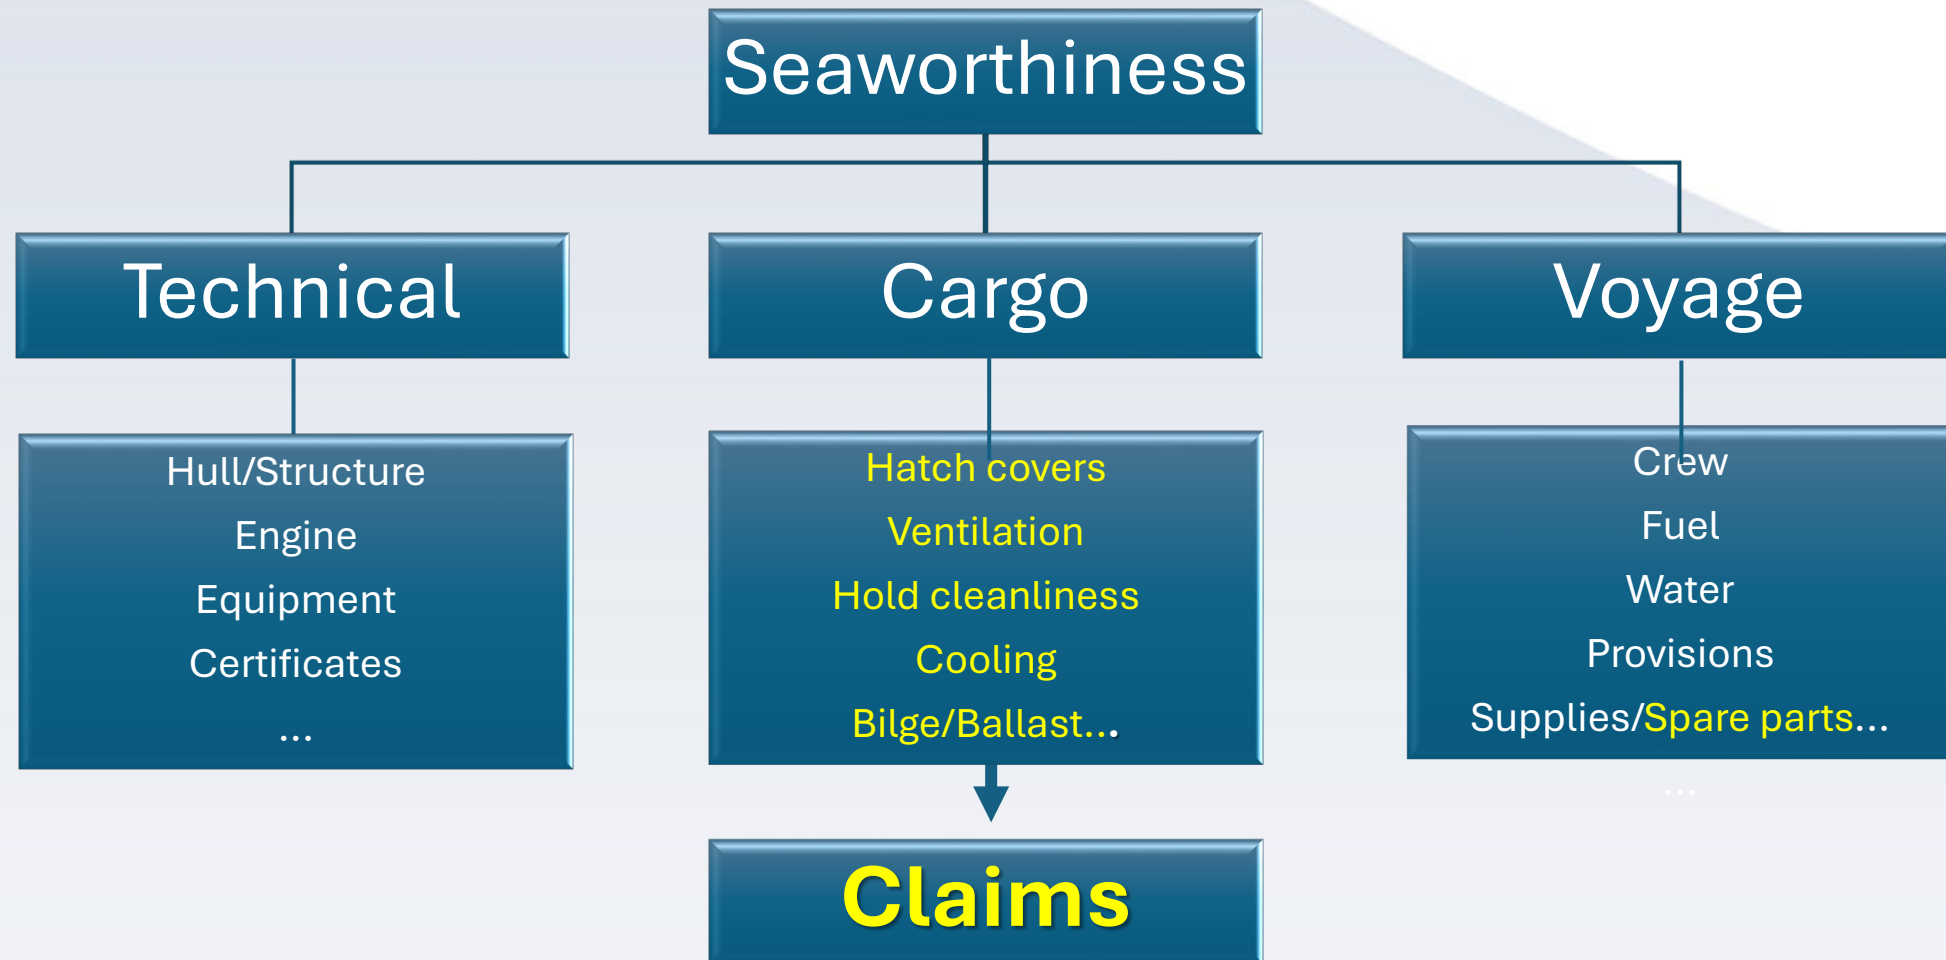 Seaworthiness
Technical
Cargo
Voyage
Hull/Structure
Engine
Equipment
Certificates
...
Hatch covers
Ventilation
Hold cleanliness
Cooling
Bilge/Ballast...
Crew
Fuel
Water
Provisions
Supplies/Spare parts...
...
Claims